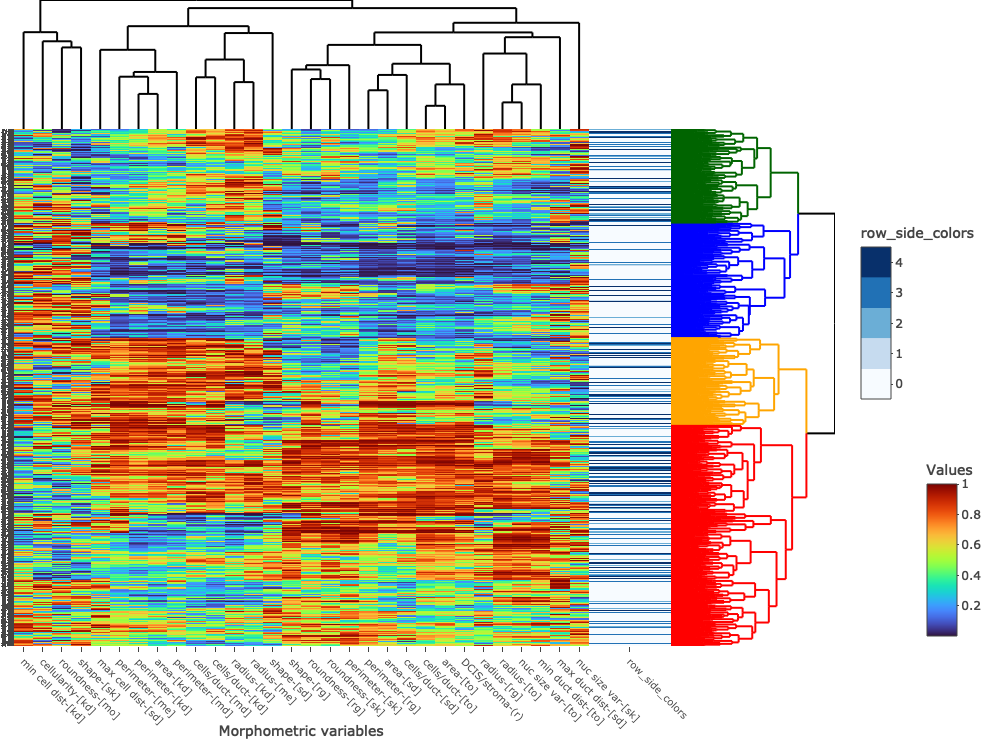 row_side_colors
4
3
2
1
0
Values
1
0.8
0.6
0.4
0.2
min cell dist-[kd]
cellularity-[kd]
roundness-[mo]
shape-[sk]
max cell dist-[sd]
perimeter-[me]
perimeter-[kd]
area-[kd]
perimeter-[md]
cells/duct-[md]
cells/duct-[kd]
radius-[kd]
radius-[me]
shape-[sd]
shape-[rg]
roundness-[rg]
roundness-[sk]
perimeter-[sk]
perimeter-[rg]
area-[sd]
cells/duct-[sd]
cells/duct-[to]
area-[to]
DCIS/stroma-(r)
radius-[rg]
radius-[to]
nun size var-[to]
min duct dist-[to]
max duct dist-[sd]
nuc size var-[sk]
row_side_colors
Morphometric variables